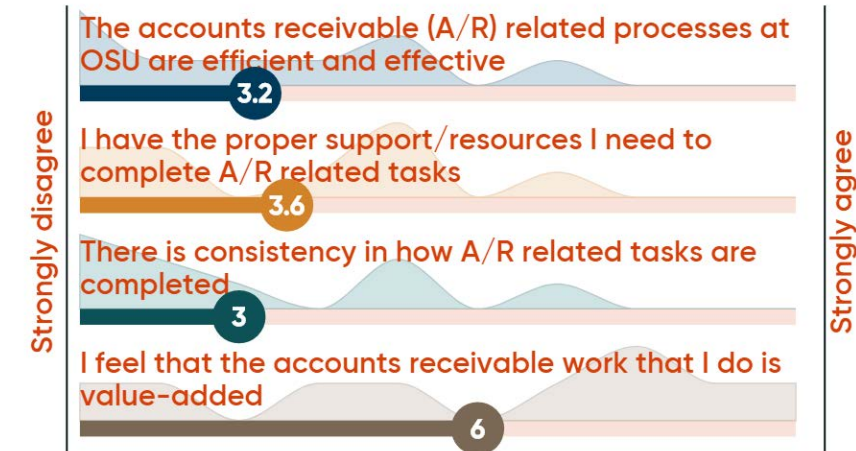 The accounts receivable (A/R) related processes at
OSU are efficient and effective
3.2
I have the proper support/resources I need to
complete A/R related tasks
3.6
There is consistency in how A/R related tasks are
completed
3
I feel that the accounts receivable work that I do is
value-added
6
Strongly disagree
Strongly agree